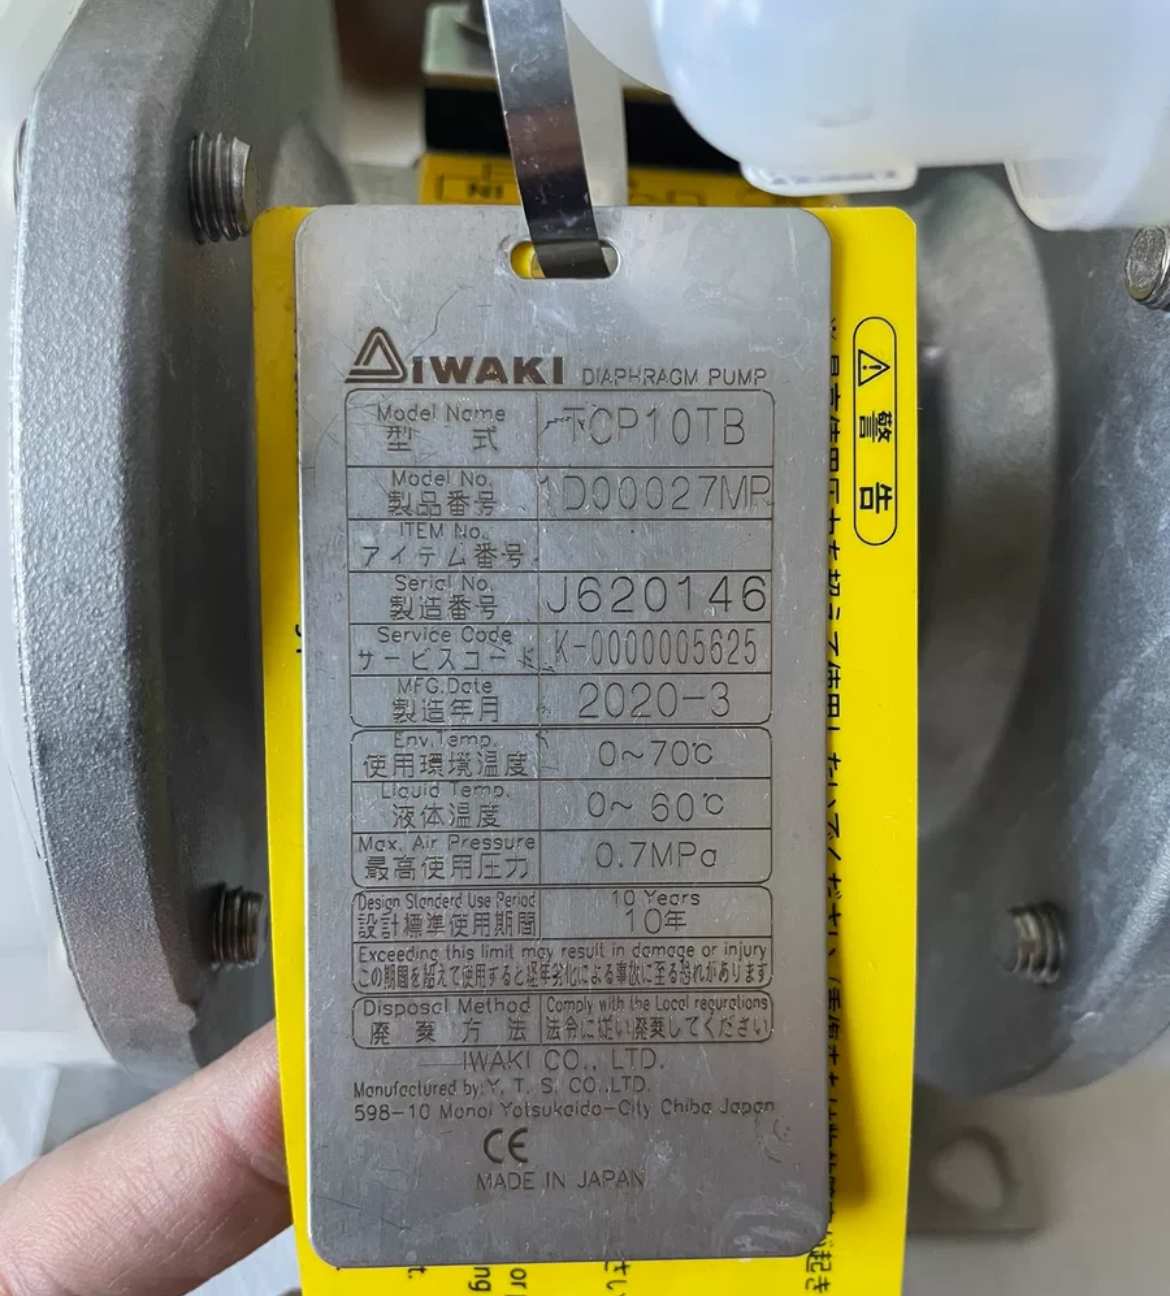 IN
IWAKI DIAPHRAGM PUMP
Model Name
型 式
TCP10TB
Model No.
製品番号
1D00027MP
ITEM No.
アイテム番号
Serial No.
製造番号
J620146
Service Code
サービスコード
K-0000005625
MFG.Date
製造年月
2020-3
Env.Temp.
使用環境温度
0~70℃
Liquid Temp.
液体温度
0~ 60℃
Max. Air Pressure
最高使用圧力
0.7MPa
Design Standerd Use Period
設計標準使用期間
10 Years
10年
Exceeding this limit may result in damage or injury
この期間を超えて使用すると経年劣化による事故に至る恐れがあります
Disposal Method
廃 棄 方 法
Comply with the Local regurations
法令に従い廃棄してください
IWAKI CO., LTD.
Manufactured by: Y. T. S. CO.,LTD.
598-10 Monoi Yotsukaido-City Chiba Japan
CE
MADE IN JAPAN
警告